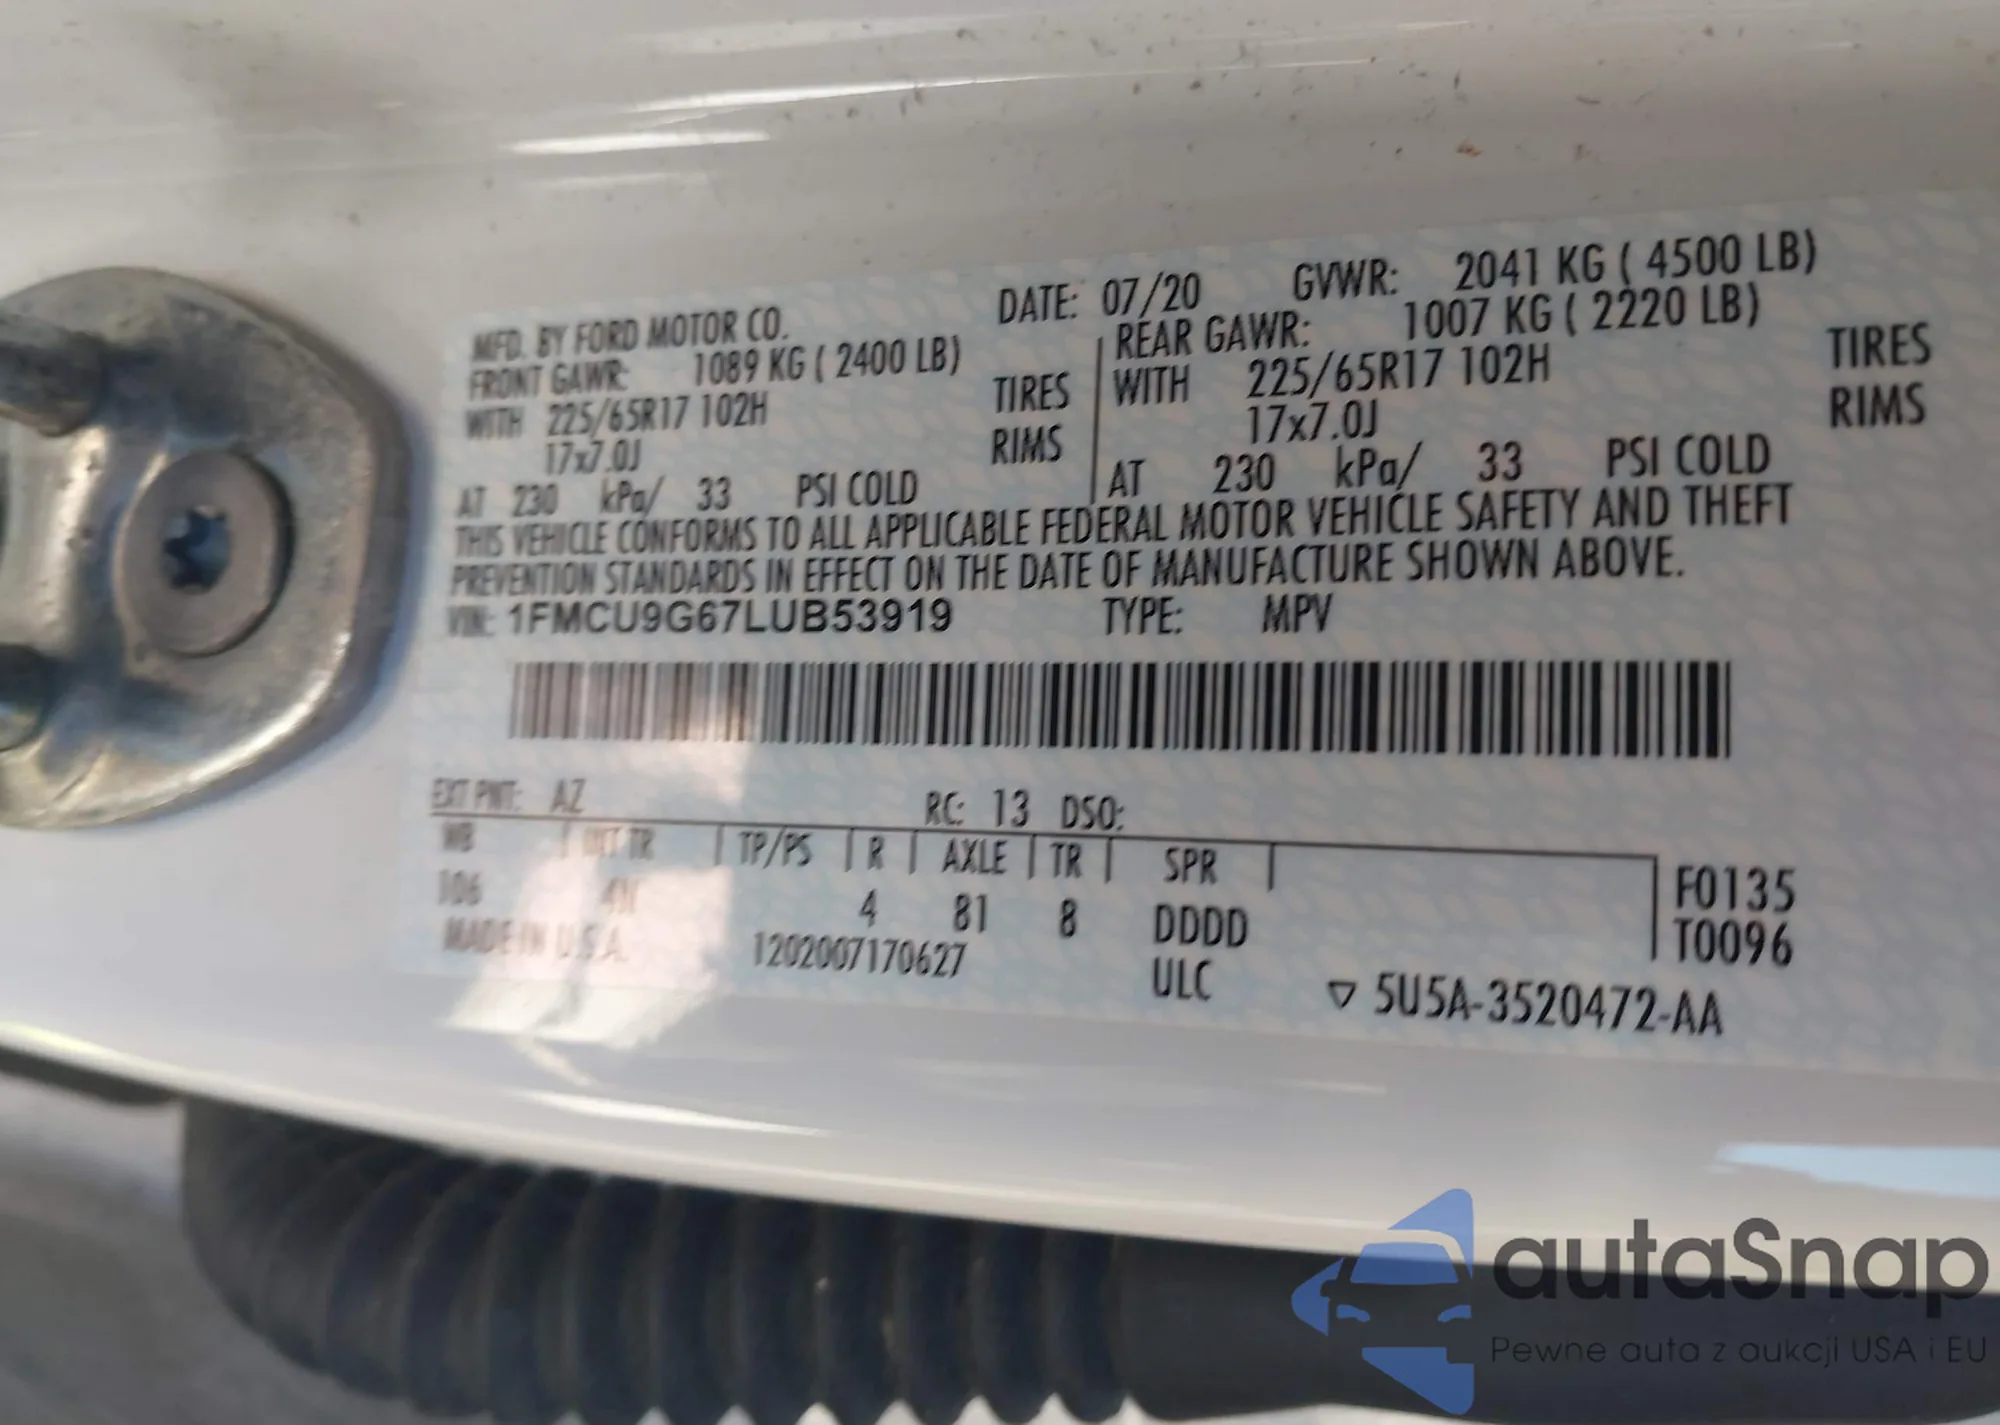 MFD. BY FORD MOTOR CO. DATE: 07/20 GVWR: 2041 KG ( 4500 LB)
FRONT GAWR: 1089 KG ( 2400 LB) REAR GAWR: 1007 KG ( 2220 LB)
WITH 225/65R17 102H TIRES WITH 225/65R17 102H TIRES
17x7.0J RIMS 17x7.0J RIMS
AT 230 kPa/ 33 PSI COLD AT 230 kPa/ 33 PSI COLD
THIS VEHICLE CONFORMS TO ALL APPLICABLE FEDERAL MOTOR VEHICLE SAFETY AND THEFT
PREVENTION STANDARDS IN EFFECT ON THE DATE OF MANUFACTURE SHOWN ABOVE.
VIN: 1FMCU9G67LUB53919 TYPE: MPV
EXT PNT: AZ RC: 13 DSO:
WB INT TR TP/PS R AXLE TR SPR F0135
106 4N 4 81 8 DDDD T0096
MADE IN U.S.A. 1202007170627 ULC ▽ 5U5A-3520472-AA
autaSnap
Pewne auta z aukcji USA i EU